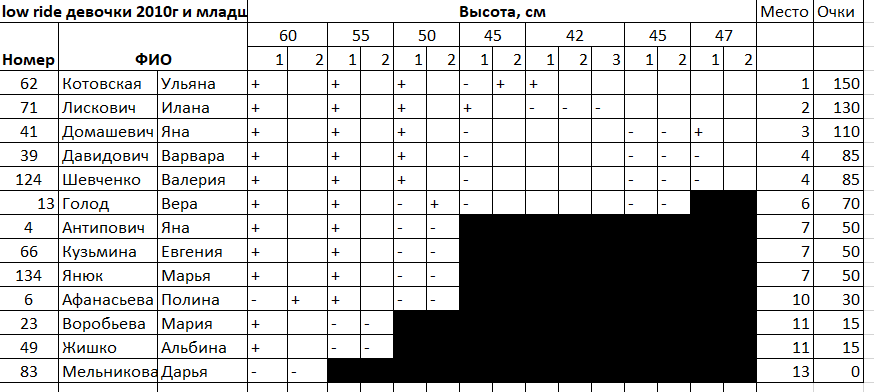 low ride девочки 2010г и младш Высота, см Место Очки
60 55 50 45 42 45 47
Номер ФИО 1 2 1 2 1 2 1 2 1 2 3 1 2 1 2
62 Котовская Ульяна + + + - + + 1 150
71 Лискович Илана + + + + - - - 2 130
41 Домашевич Яна + + + - - - + 3 110
39 Давидович Варвара + + + - - - - 4 85
124 Шевченко Валерия + + + - - - - 4 85
13 Голод Вера + + - + - - - 6 70
4 Антипович Яна + + - - 7 50
66 Кузьмина Евгения + + - - 7 50
134 Янюк Марья + + - - 7 50
6 Афанасьева Полина - + + - - 10 30
23 Воробьева Мария + - - 11 15
49 Жишко Альбина + - - 11 15
83 Мельникова Дарья - - 13 0